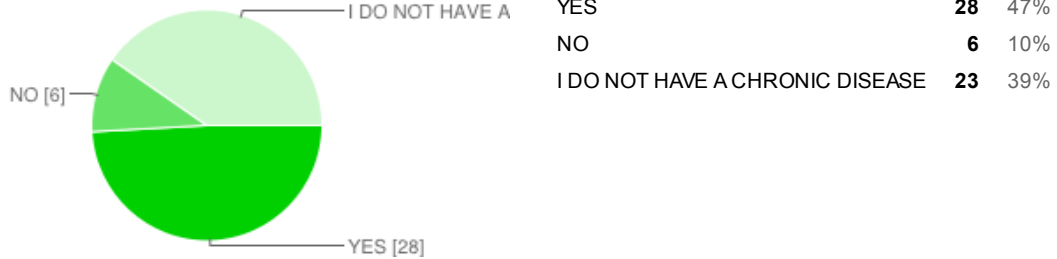 I DO NOT HAVE A
NO [6]
YES [28]
YES 28 47%
NO 6 10%
I DO NOT HAVE A CHRONIC DISEASE 23 39%